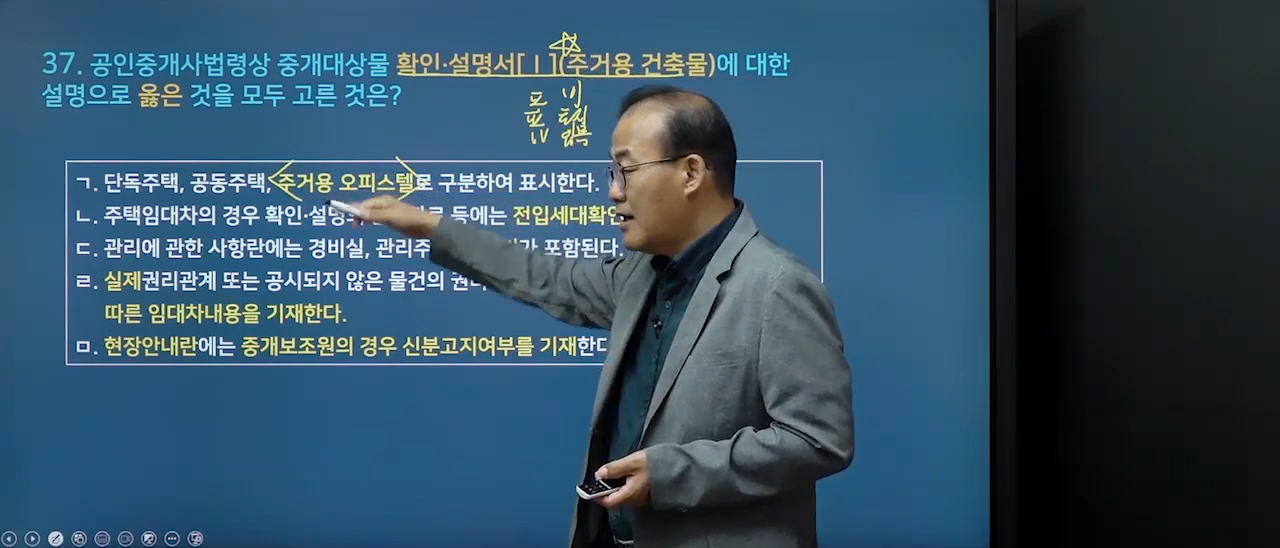 37. 공인중개사법령상 중개대상물 확인·설명서[Ⅰ](주거용 건축물)에 대한
설명으로 옳은 것을 모두 고른 것은?
ㄱ. 단독주택, 공동주택, 주거용 오피스텔로 구분하여 표시한다.
ㄴ. 주택임대차의 경우 확인·설명의 등에는 전입세대확인
ㄷ. 관리에 관한 사항란에는 경비실, 관리주 포함된다.
ㄹ. 실제권리관계 또는 공시되지 않은 물건의
따른 임대차내용을 기재한다.
ㅁ. 현장안내란에는 중개보조원의 경우 신분고지여부를 기재한다